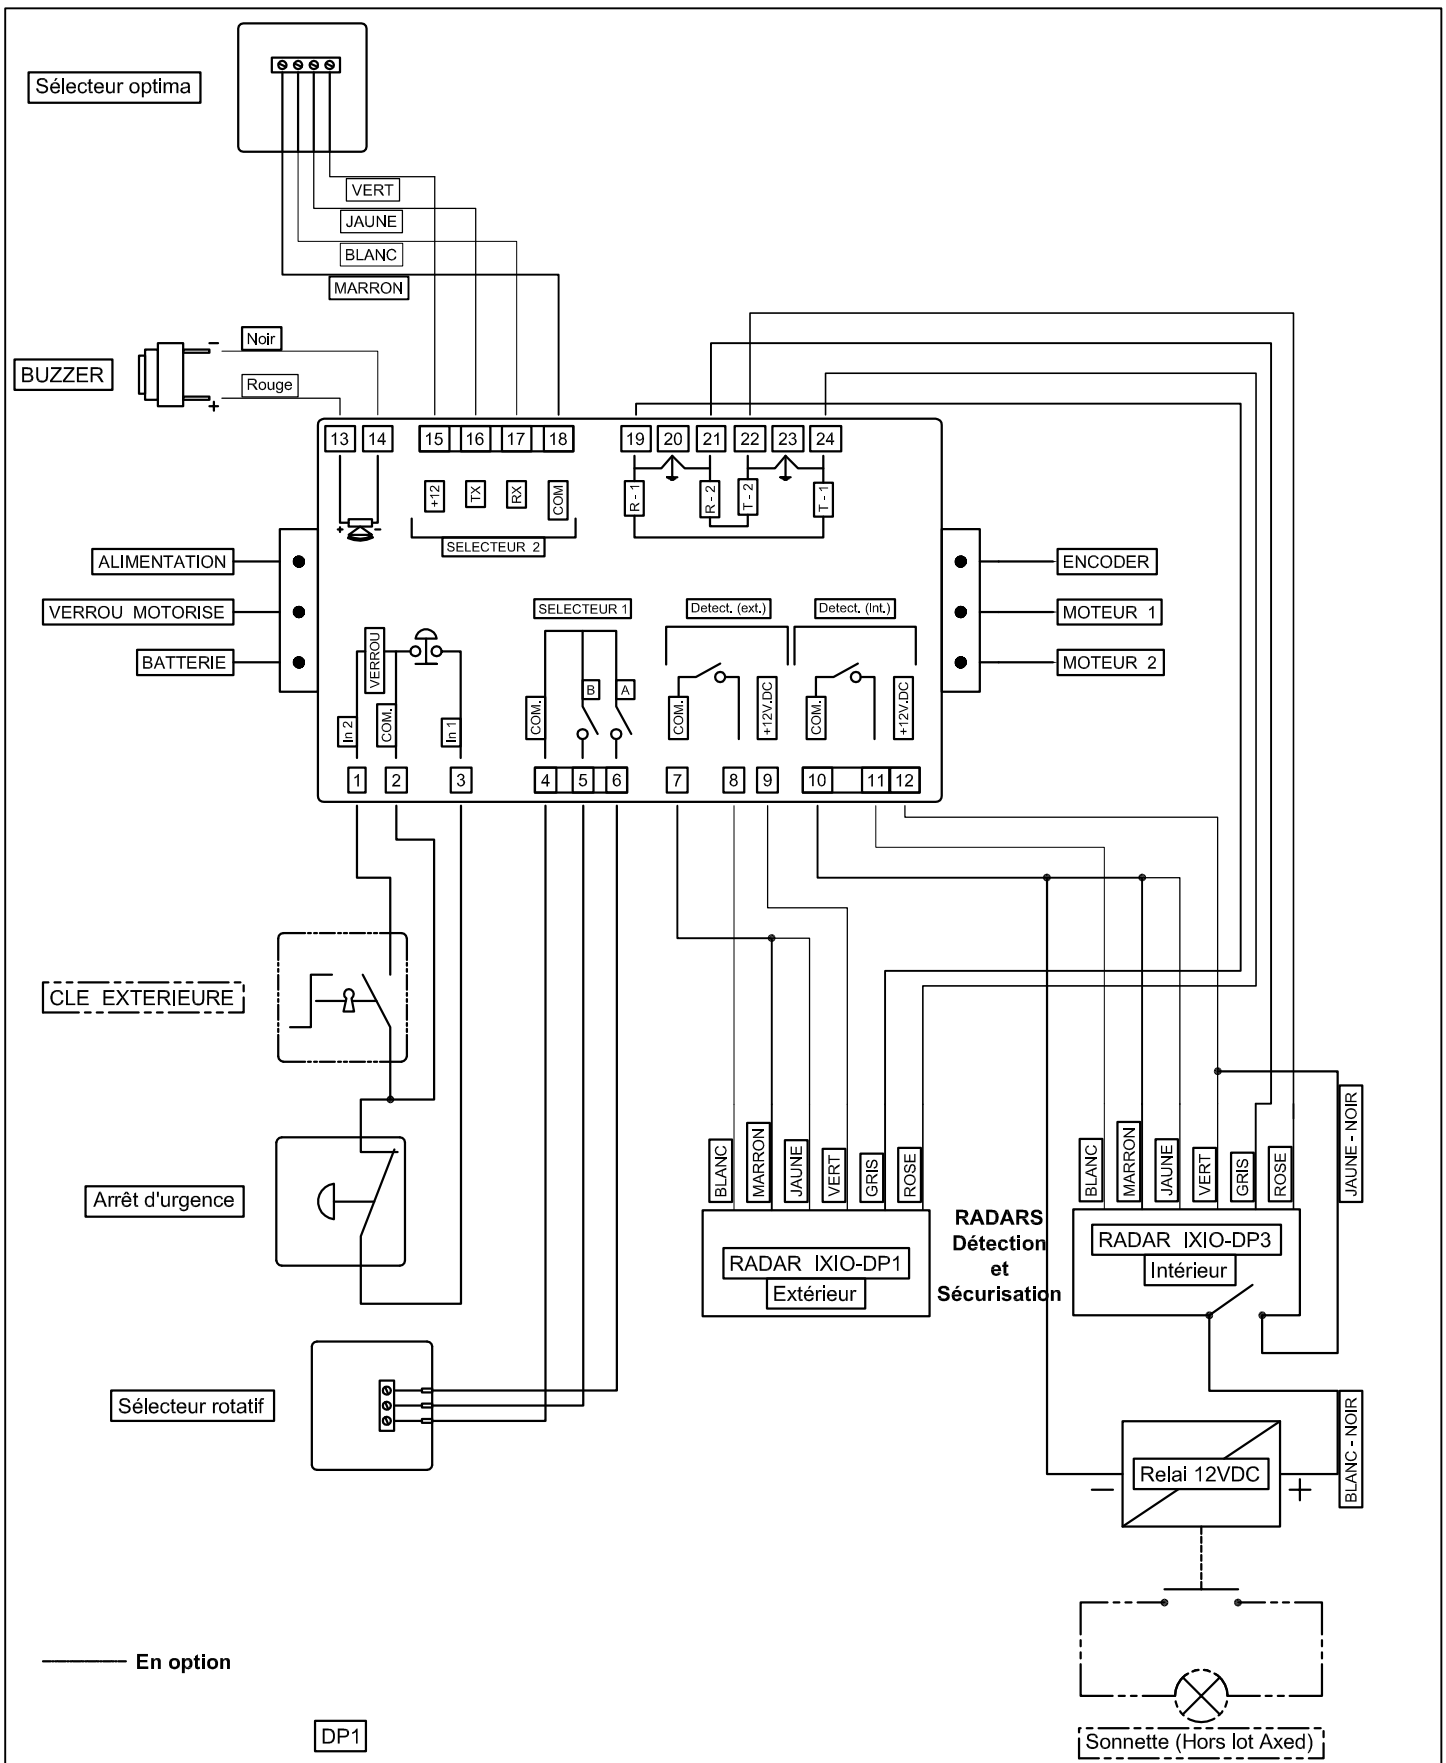 Sélecteur optima
VERT
JAUNE
BLANC
MARRON
BUZZER
Noir
Rouge
-
+
13 14 15 16 17 18 19 20 21 22 23 24
+12 TX RX COM
R - 1 R - 2 T - 2 T - 1
+ -
SELECTEUR 2
ALIMENTATION
VERROU MOTORISE
BATTERIE
ENCODER
MOTEUR 1
MOTEUR 2
SELECTEUR 1
Detect. (ext.)
Detect. (Int.)
VERROU
B A
In 2 COM. In 1 COM. COM. +12V.DC COM. +12V.DC
1 2 3 4 5 6 7 8 9 10 11 12
CLE EXTERIEURE
Arrêt d'urgence
BLANC MARRON JAUNE VERT GRIS ROSE
BLANC MARRON JAUNE VERT GRIS ROSE
JAUNE - NOIR
RADAR IXIO-DP1
Extérieur
RADARS
Détection
et
Sécurisation
RADAR IXIO-DP3
Intérieur
Sélecteur rotatif
Relai 12VDC
- +
BLANC - NOIR
En option
DP1
Sonnette (Hors lot Axed)